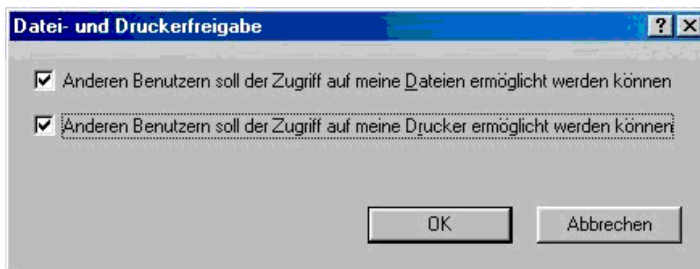 Datei- und Druckerfreigabe
Anderen Benutzern soll der Zugriff auf meine Dateien ermöglicht werden können
Anderen Benutzern soll der Zugriff auf meine Drucker ermöglicht werden können
OK Abbrechen